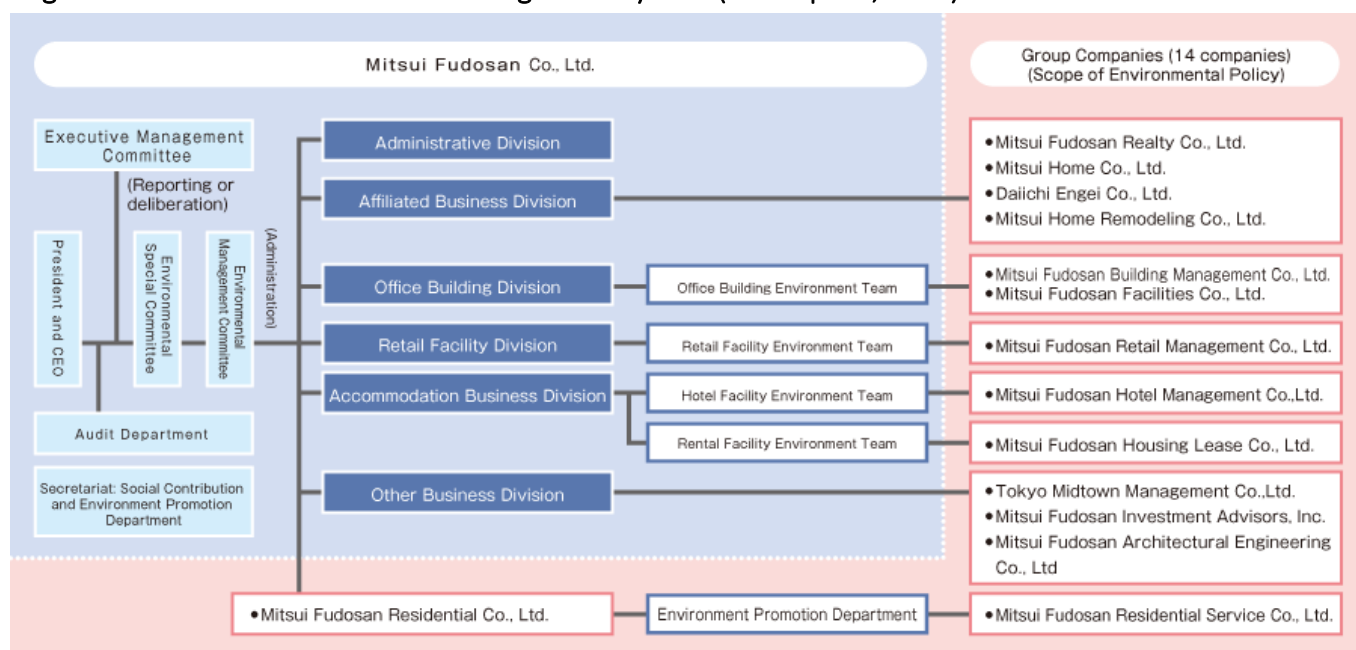 Mitsui Fudosan Co., Ltd.
Group Companies (14 companies)
(Scope of Environmental Policy)
Executive Management
Committee
(Reporting or
deliberation)
President and CEO
Environmental
Special Committee
Environmental
Management Committee
(Administration)
Audit Department
Secretariat: Social Contribution
and Environment Promotion
Department
Administrative Division
Affiliated Business Division
•Mitsui Fudosan Realty Co., Ltd.
•Mitsui Home Co., Ltd.
•Daiichi Engei Co., Ltd.
•Mitsui Home Remodeling Co., Ltd.
Office Building Division
Office Building Environment Team
•Mitsui Fudosan Building Management Co., Ltd.
•Mitsui Fudosan Facilities Co., Ltd.
Retail Facility Division
Retail Facility Environment Team
•Mitsui Fudosan Retail Management Co., Ltd.
Accommodation Business Division
Hotel Facility Environment Team
•Mitsui Fudosan Hotel Management Co.,Ltd.
Rental Facility Environment Team
•Mitsui Fudosan Housing Lease Co., Ltd.
Other Business Division
•Tokyo Midtown Management Co.,Ltd.
•Mitsui Fudosan Investment Advisors, Inc.
•Mitsui Fudosan Architectural Engineering
Co., Ltd
•Mitsui Fudosan Residential Co., Ltd.
Environment Promotion Department
•Mitsui Fudosan Residential Service Co., Ltd.